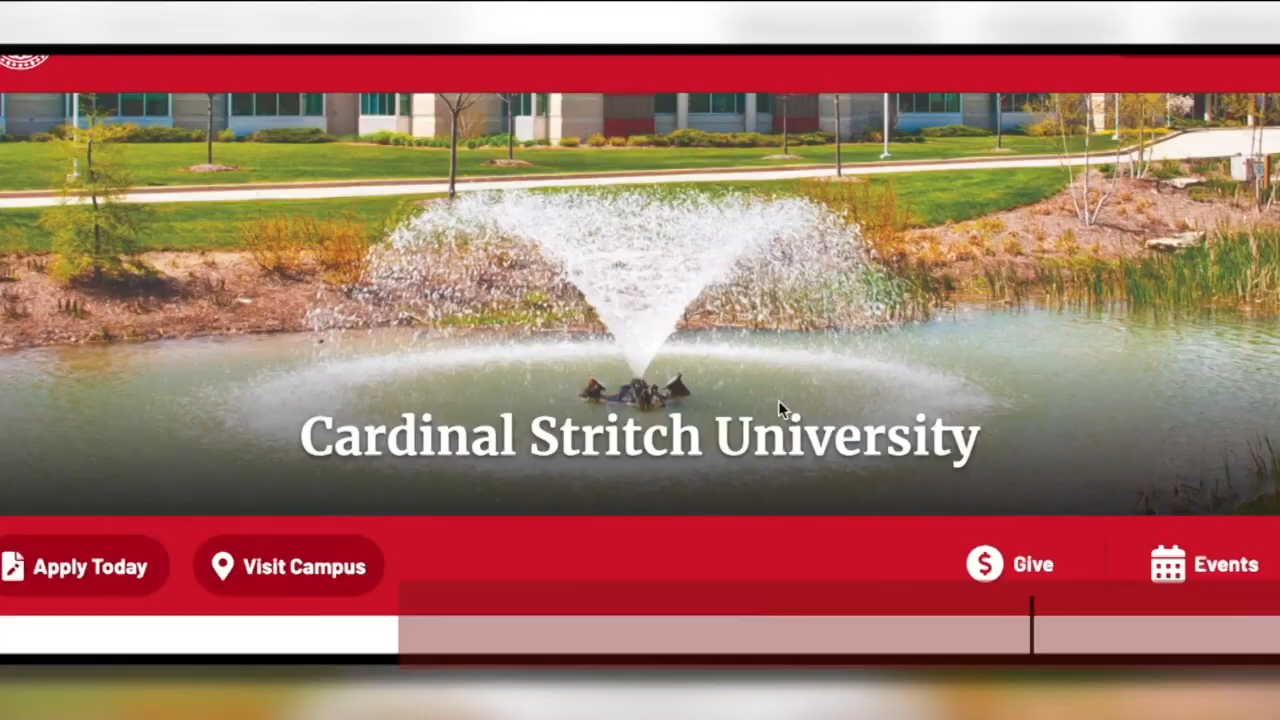 Cardinal Stritch University
Apply Today
Visit Campus
Give
Events